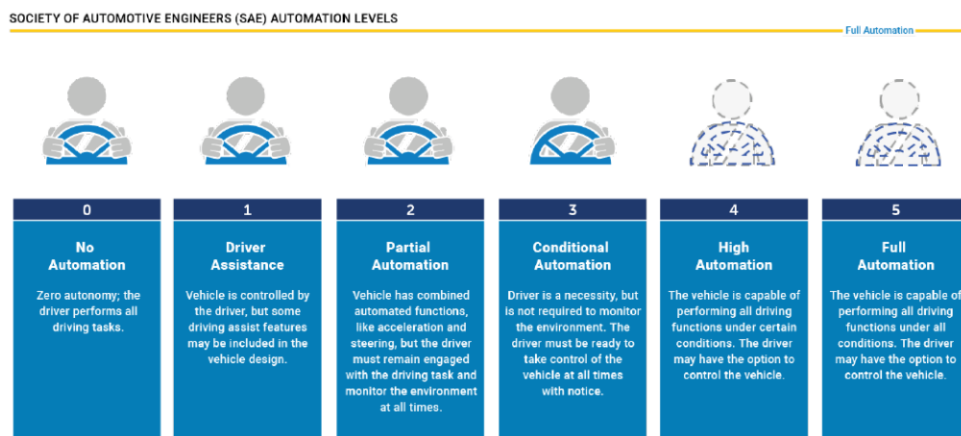 SOCIETY OF AUTOMOTIVE ENGINEERS (SAE) AUTOMATION LEVELS
Full Automation
0
No
Automation
Zero autonomy; the
driver performs all
driving tasks.
1
Driver
Assistance
Vehicle is controlled by
the driver, but some
driving assist features
may be included in the
vehicle design.
2
Partial
Automation
Vehicle has combined
automated functions,
like acceleration and
steering, but the driver
must remain engaged
with the driving task and
monitor the environment
at all times.
3
Conditional
Automation
Driver is a necessity, but
is not required to monitor
the environment. The
driver must be ready to
take control of the
vehicle at all times
with notice.
4
High
Automation
The vehicle is capable of
performing all driving
functions under certain
conditions. The driver
may have the option to
control the vehicle.
5
Full
Automation
The vehicle is capable of
performing all driving
functions under all
conditions. The driver
may have the option to
control the vehicle.